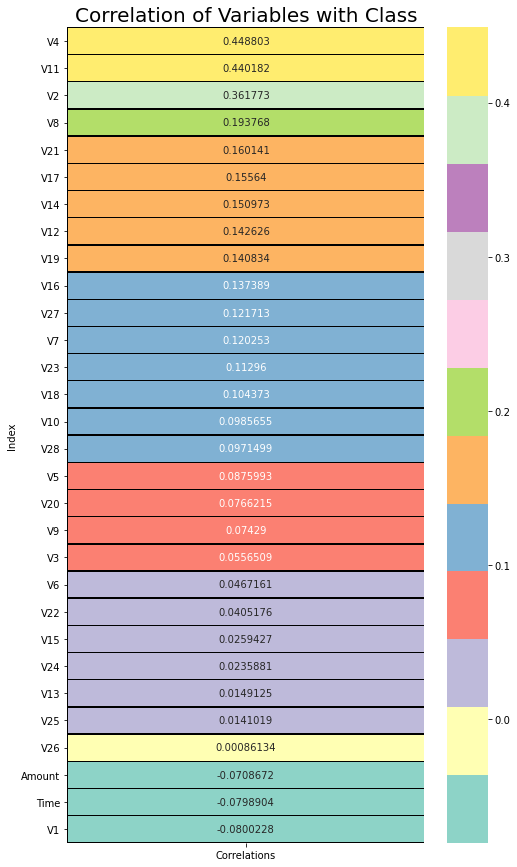 Correlation of Variables with Class
V4 0.448803
V11 0.440182
V2 0.361773
V8 0.193768
V21 0.160141
V17 0.15564
V14 0.150973
V12 0.142626
V19 0.140834
V16 0.137389
V27 0.121713
V7 0.120253
V23 0.11296
V18 0.104373
V10 0.0985655
V28 0.0971499
V5 0.0875993
V20 0.0766215
V9 0.07429
V3 0.0556509
V6 0.0467161
V22 0.0405176
V15 0.0259427
V24 0.0235881
V13 0.0149125
V25 0.0141019
V26 0.00086134
Amount -0.0708672
Time -0.0798904
V1 -0.0800228
Correlations
Index
0.4
0.3
0.2
0.1
0.0